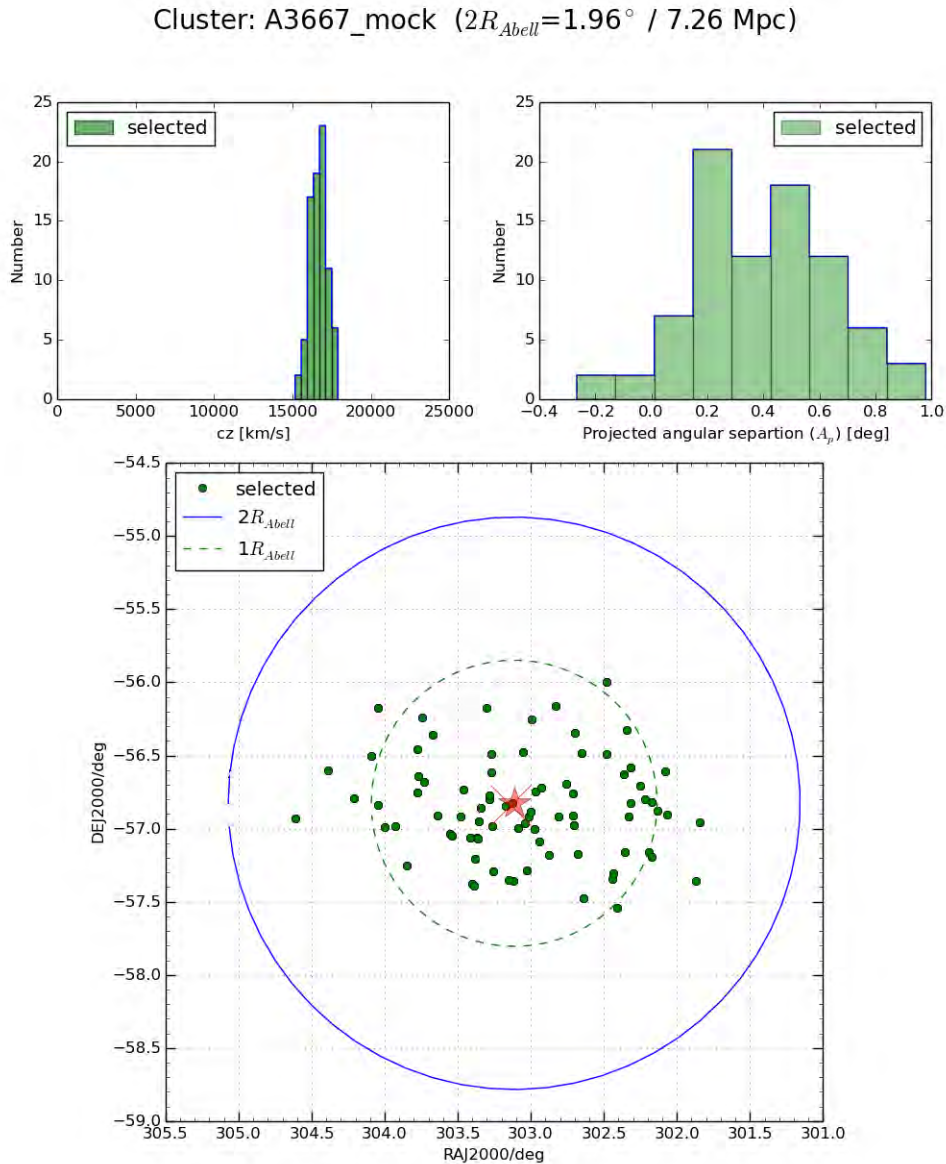 Cluster: A3667_mock (2R_Abell=1.96° / 7.26 Mpc)
25
20
15
10
5
0
Number
selected
0 5000 10000 15000 20000 25000
cz [km/s]
25
20
15
10
5
0
Number
selected
−0.4 −0.2 0.0 0.2 0.4 0.6 0.8 1.0
Projected angular separtion (A_p) [deg]
−54.5
−55.0
−55.5
−56.0
−56.5
−57.0
−57.5
−58.0
−58.5
−59.0
DEJ2000/deg
selected
2R_Abell
1R_Abell
305.5 305.0 304.5 304.0 303.5 303.0 302.5 302.0 301.5 301.0
RAJ2000/deg